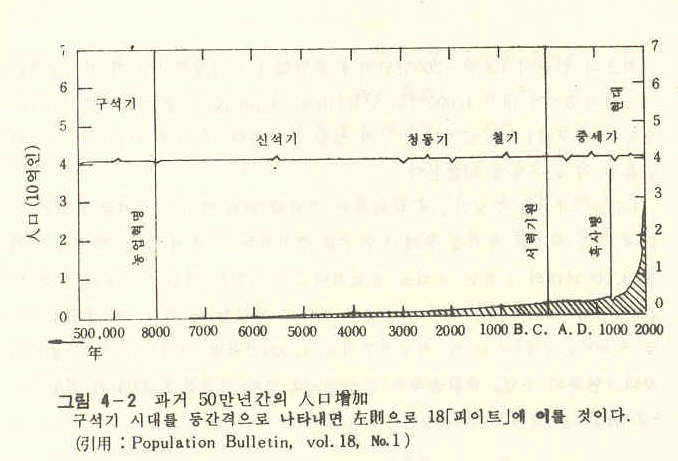 7 7
6 6
5 5
4 4
3 3
2 2
1 1
0 0
人口(10억인)
구석기
신석기
청동기
철기
중세기
현대
농업혁명
서력기원
흑사병
500,000 8000 7000 6000 5000 4000 3000 2000 1000 B.C. A.D. 1000 2000
年
그림 4-2 과거 50만년간의 人口增加
구석기 시대를 등간격으로 나타내면 左則으로 18「피이트」에 이를 것이다.
(引用 : Population Bulletin, vol. 18, No.1)